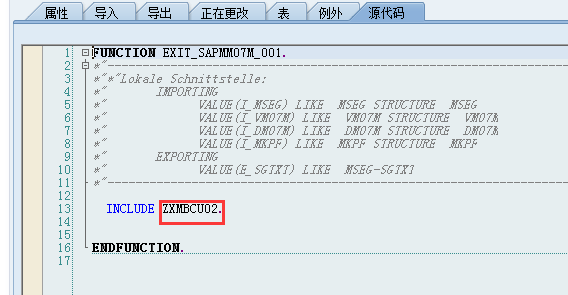 属性 导入 导出 正在更改 表 例外 源代码
1 FUNCTION EXIT_SAPMM07M_001.
2 *"----------------------------------------------------------------------
3 *"*"Lokale Schnittstelle:
4 *" IMPORTING
5 *" VALUE(I_MSEG) LIKE MSEG STRUCTURE MSEG
6 *" VALUE(I_VM07M) LIKE VM07M STRUCTURE VM07M
7 *" VALUE(I_DM07M) LIKE DM07M STRUCTURE DM07M
8 *" VALUE(I_MKPF) LIKE MKPF STRUCTURE MKPF
9 *" EXPORTING
10 *" VALUE(E_SGTXT) LIKE MSEG-SGTXT
11 *"----------------------------------------------------------------------
12
13 INCLUDE ZXMBCU02.
14
15
16 ENDFUNCTION.
17